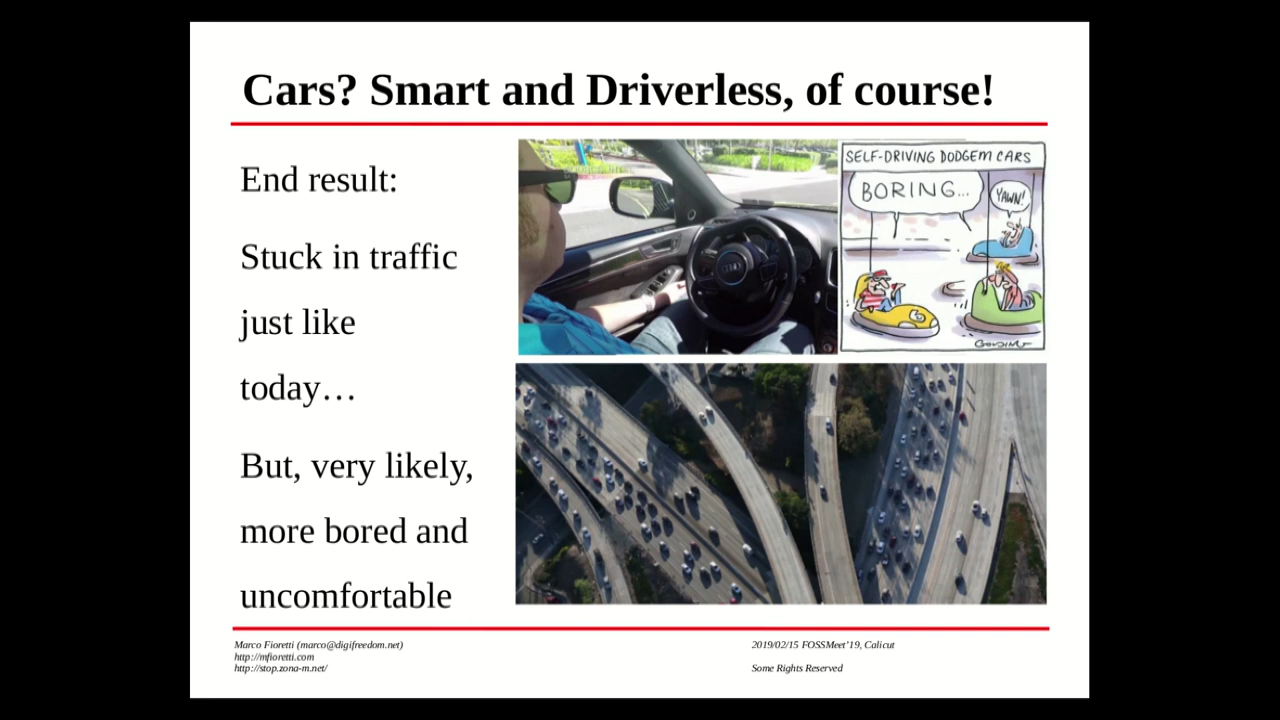 Cars? Smart and Driverless, of course!
End result:
Stuck in traffic
just like
today…
But, very likely,
more bored and
uncomfortable
SELF-DRIVING DODGEM CARS
BORING...
YAWN!
Marco Fioretti (marco@digifreedom.net)
http://mfioretti.com
http://stop.zona-m.net/
2019/02/15 FOSSMeet'19, Calicut
Some Rights Reserved